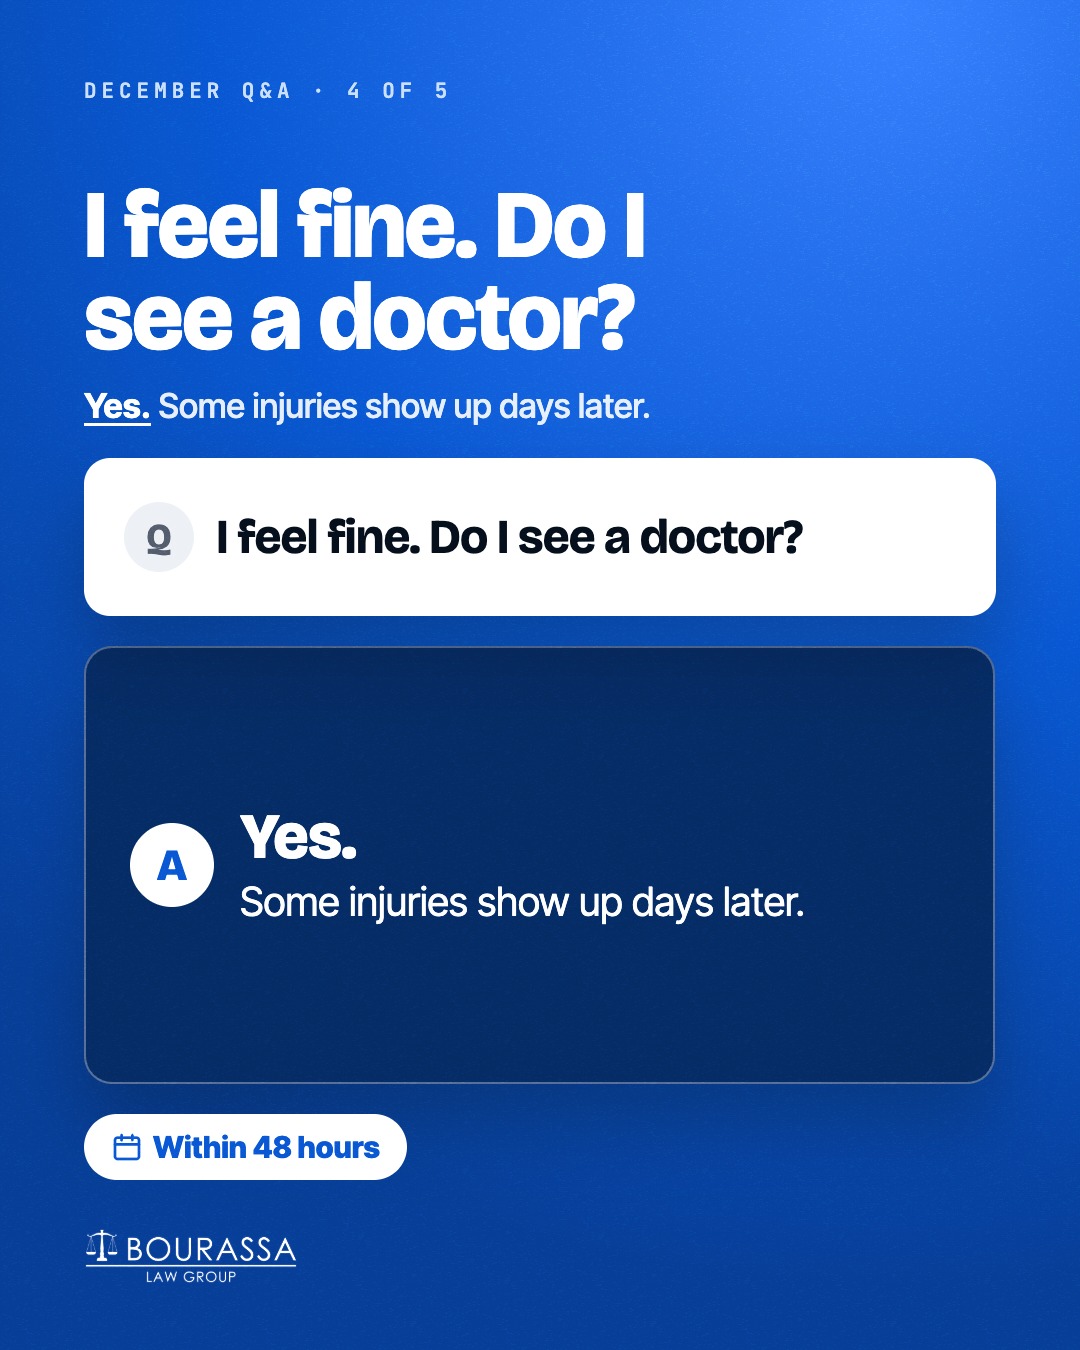 DECEMBER Q&A · 4 OF 5
I feel fine. Do I
see a doctor?
Yes. Some injuries show up days later.
Q I feel fine. Do I see a doctor?
A Yes.
Some injuries show up days later.
Within 48 hours
BOURASSA
LAW GROUP